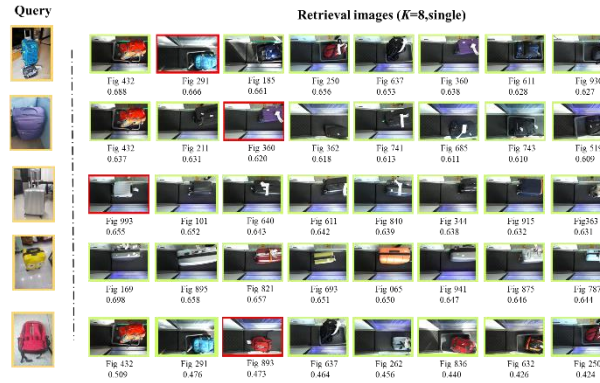 Query
Retrieval images (K=8,single)
Fig 432 Fig 291 Fig 185 Fig 250 Fig 637 Fig 360 Fig 611 Fig 930
0.688 0.666 0.661 0.656 0.653 0.638 0.628 0.627
Fig 432 Fig 211 Fig 360 Fig 362 Fig 741 Fig 685 Fig 743 Fig 519
0.637 0.631 0.620 0.618 0.613 0.611 0.610 0.609
Fig 993 Fig 101 Fig 640 Fig 611 Fig 840 Fig 344 Fig 915 Fig363
0.655 0.652 0.643 0.642 0.639 0.638 0.632 0.631
Fig 169 Fig 895 Fig 821 Fig 693 Fig 065 Fig 941 Fig 875 Fig 787
0.698 0.658 0.657 0.651 0.650 0.647 0.646 0.644
Fig 432 Fig 291 Fig 893 Fig 637 Fig 262 Fig 836 Fig 632 Fig 250
0.509 0.476 0.473 0.464 0.456 0.440 0.426 0.424